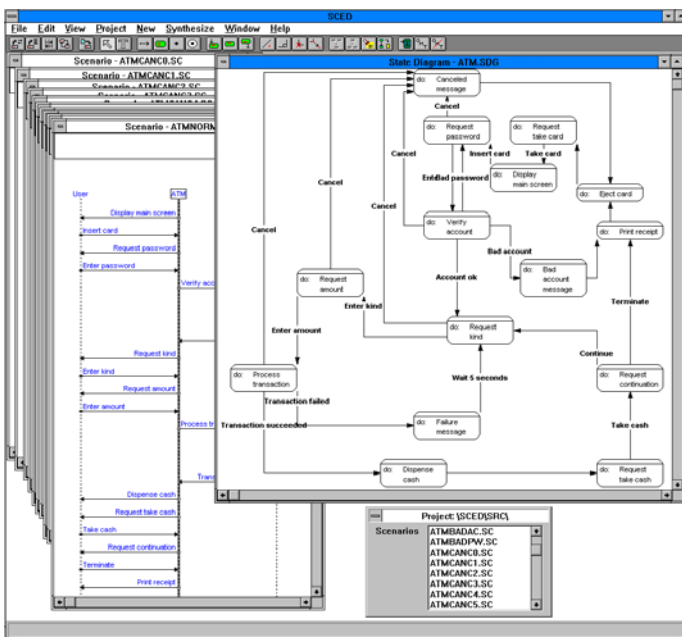 SCED
File Edit View Project New Synthesize Window Help
Scenario - ATMCANC0.SC
Scenario - ATMCANC1.SC
Scenario - ATMCANC2.SC
Scenario - ATMCANC3.SC
Scenario - ATMNORM
User
ATM
Display main screen
Insert card
Request password
Enter password
Verify acc
Request kind
Enter kind
Request amount
Enter amount
Process tr
Trans
Dispense cash
Request take cash
Take cash
Request continuation
Terminate
Print receipt
State Diagram - ATM.SDG
do: Canceled
message
Cancel
do: Request
password
do: Request
take card
Cancel
Insert card
Take card
Bad password
do: Display
main screen
Cancel
Cancel
do: Eject card
do: Verify
account
do: Print receipt
Bad account
Cancel
Account ok
do: Bad
account
message
do: Request
amount
Terminate
Enter kind
Enter amount
do: Request
kind
Continue
do: Process
transaction
Wait 5 seconds
do: Request
continuation
Transaction failed
Transaction succeeded
do: Failure
message
Take cash
do: Dispense
cash
do: Request
take cash
Project: \SCED\SRC\
Scenarios
ATMBADAC.SC
ATMBADPW.SC
ATMCANC0.SC
ATMCANC1.SC
ATMCANC2.SC
ATMCANC3.SC
ATMCANC4.SC
ATMCANC5.SC